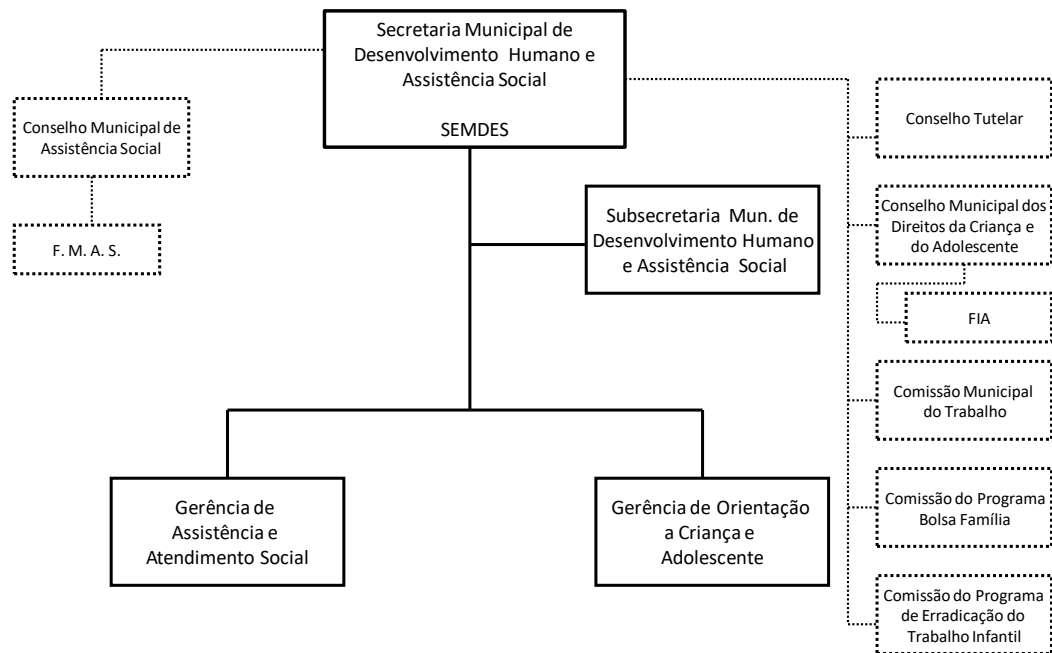 Secretaria Municipal de
Desenvolvimento Humano e
Assistência Social
SEMDES
Conselho Municipal de
Assistência Social
F. M. A. S.
Subsecretaria Mun. de
Desenvolvimento Humano
e Assistência Social
Conselho Tutelar
Conselho Municipal dos
Direitos da Criança e
do Adolescente
FIA
Comissão Municipal
do Trabalho
Comissão do Programa
Bolsa Família
Comissão do Programa
de Erradicação do
Trabalho Infantil
Gerência de
Assistência e
Atendimento Social
Gerência de Orientação
a Criança e
Adolescente